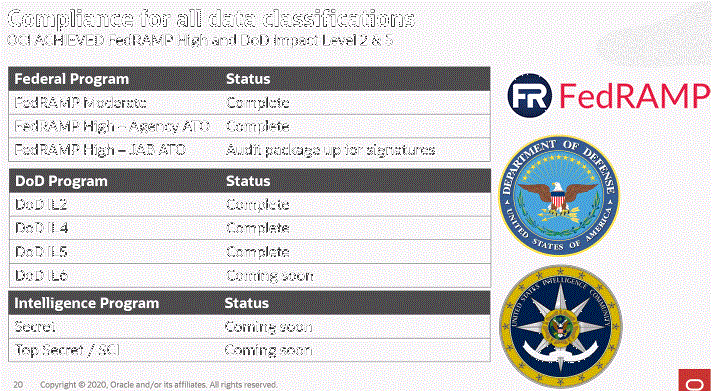 Compliance for all data classifications
OCI ACHIEVED FedRAMP High and DoD Impact Level 2 & 5
Federal Program Status
FedRAMP Moderate Complete
FedRAMP High – Agency ATO Complete
FedRAMP High – JAB ATO Audit package up for signatures
DoD Program Status
DoD IL2 Complete
DoD IL4 Complete
DoD IL5 Complete
DoD IL6 Coming soon
Intelligence Program Status
Secret Coming soon
Top Secret / SCI Coming soon
FR FedRAMP
DEPARTMENT OF DEFENSE
UNITED STATES OF AMERICA
UNITED STATES INTELLIGENCE COMMUNITY
20 Copyright © 2020, Oracle and/or its affiliates. All rights reserved.